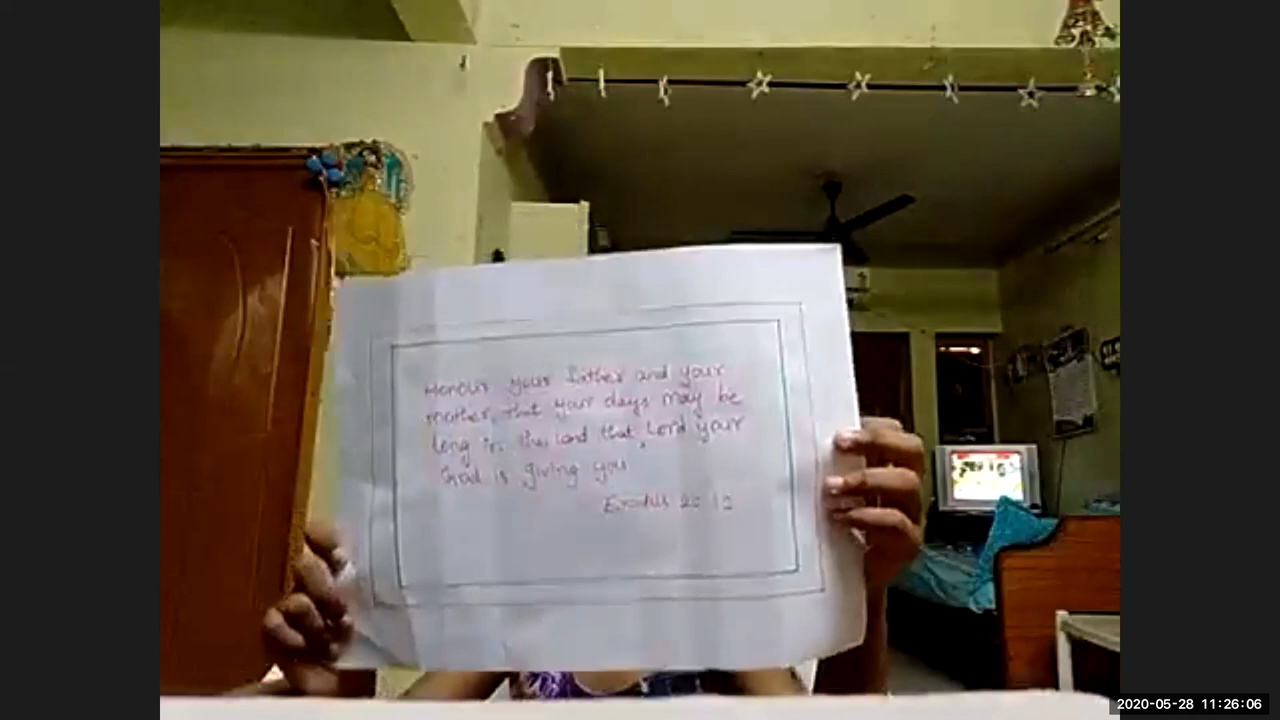 Honour your father and your
mother, that your days may be
long in the land that Lord your
God is giving you
Exodus 20 12
2020-05-28 11:26:06